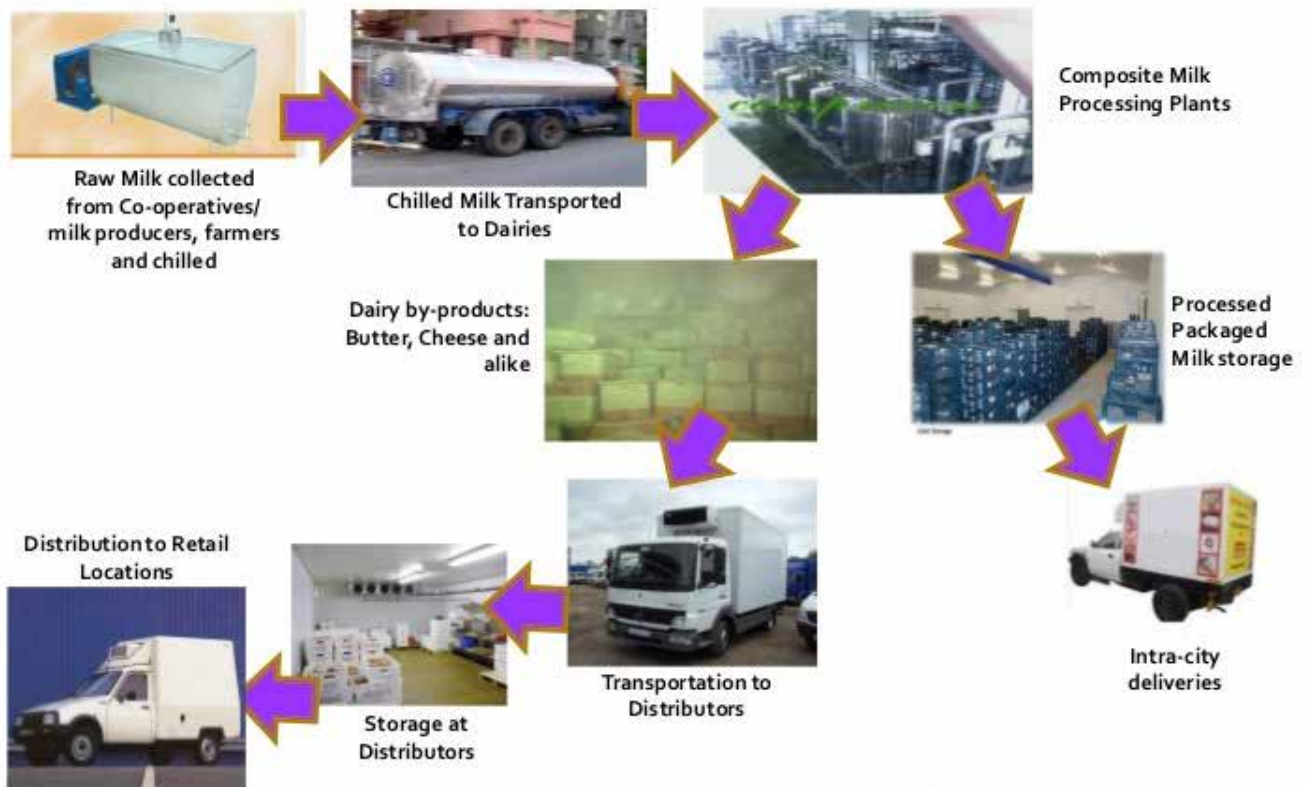 Composite Milk
Processing Plants
Raw Milk collected
from Co-operatives/
milk producers, farmers
and chilled
Chilled Milk Transported
to Dairies
Dairy by-products:
Butter, Cheese and
alike
Processed
Packaged
Milk storage
Distribution to Retail
Locations
Transportation to
Distributors
Storage at
Distributors
Intra-city
deliveries